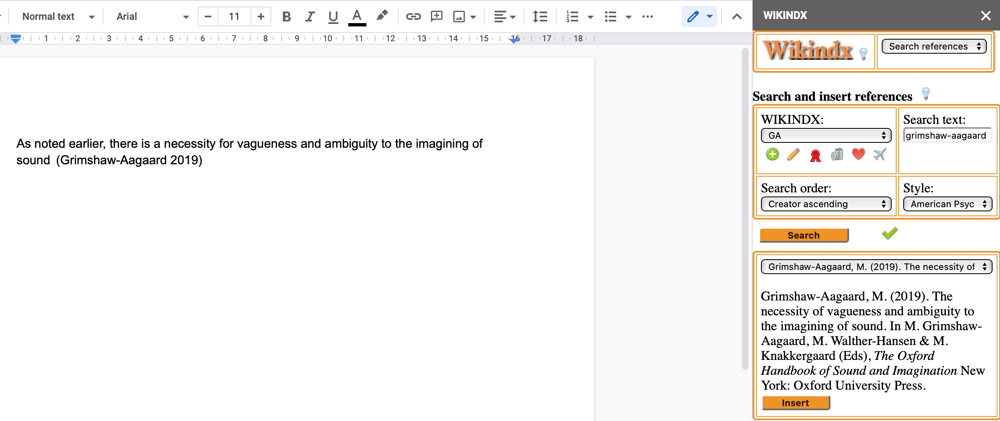 Normal text Arial 11 B I U A
WIKINDX
1 2 3 4 5 6 7 8 9 10 11 12 13 14 15 16 17 18
Wikindx
Search references
As noted earlier, there is a necessity for vagueness and ambiguity to the imagining of
sound (Grimshaw-Aagaard 2019)
Search and insert references
WIKINDX:
GA
Search text:
grimshaw-aagaard
Search order:
Creator ascending
Style:
American Psyc
Search
Grimshaw-Aagaard, M. (2019). The necessity of
Grimshaw-Aagaard, M. (2019). The
necessity of vagueness and ambiguity to
the imagining of sound. In M. Grimshaw-
Aagaard, M. Walther-Hansen & M.
Knakkergaard (Eds), The Oxford
Handbook of Sound and Imagination New
York: Oxford University Press.
Insert